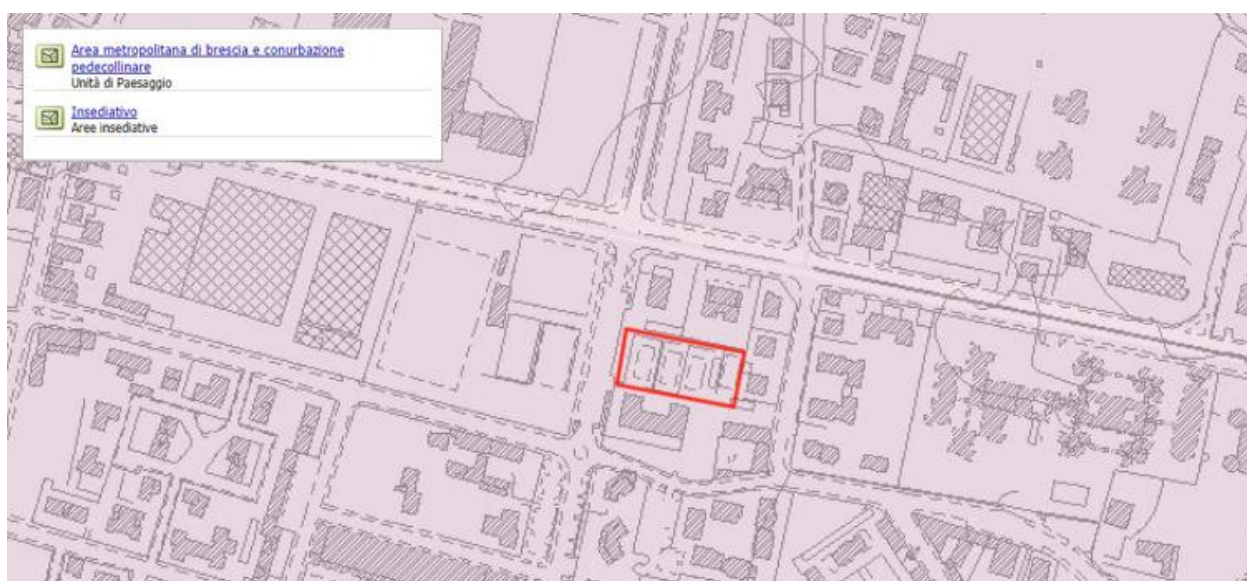 Area metropolitana di brescia e conurbazione
pedecollinare
Unità di Paesaggio
Insediativo
Aree insediative